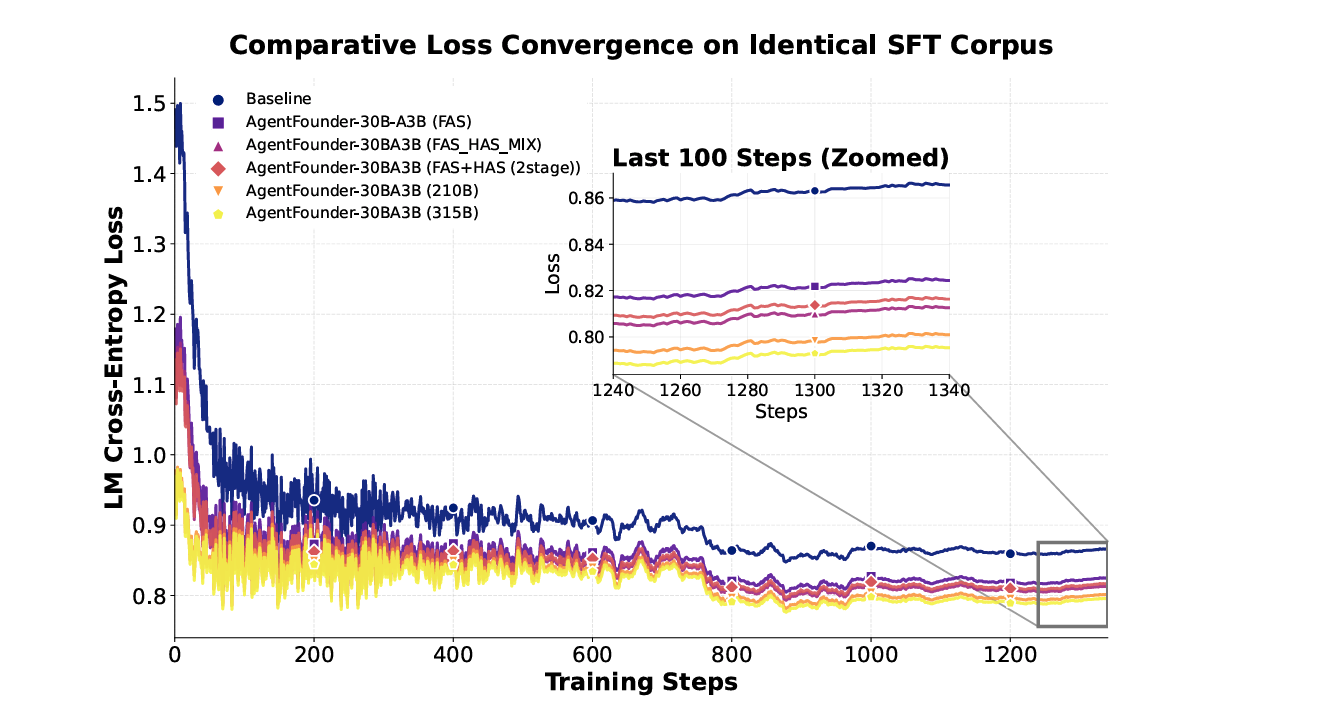 Comparative Loss Convergence on Identical SFT Corpus
LM Cross-Entropy Loss
1.5
1.4
1.3
1.2
1.1
1.0
0.9
0.8
Baseline
AgentFounder-30B-A3B (FAS)
AgentFounder-30BA3B (FAS_HAS_MIX)
AgentFounder-30BA3B (FAS+HAS (2stage))
AgentFounder-30BA3B (210B)
AgentFounder-30BA3B (315B)
Last 100 Steps (Zoomed)
Loss
0.86
0.84
0.82
0.80
1240 1260 1280 1300 1320 1340
Steps
0 200 400 600 800 1000 1200
Training Steps